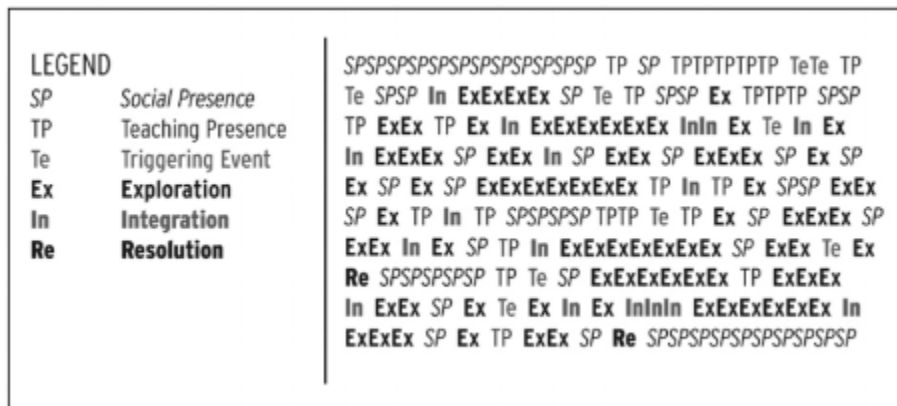 LEGEND
SP Social Presence
TP Teaching Presence
Te Triggering Event
Ex Exploration
In Integration
Re Resolution
SPSPSPSPSPSPSPSPSPSPSPSP TP SP TPTPTPTPTP TeTe TP
Te SPSP In ExExExEx SP Te TP SPSP Ex TPTPTP SPSP
TP ExEx TP Ex In ExExExExExEx InIn Ex Te In Ex
In ExExEx SP ExEx In SP ExEx SP ExExEx SP Ex SP
Ex SP Ex SP ExExExExExExEx TP In TP Ex SPSP ExEx
SP Ex TP In TP SPSPSPSP TPTP Te TP Ex SP ExExEx SP
ExEx In Ex SP TP In ExExExExExExEx SP ExEx Te Ex
Re SPSPSPSPSP TP Te SP ExExExExExEx TP ExExEx
In ExEx SP Ex Te Ex In Ex InInIn ExExExExExEx In
ExExEx SP Ex TP ExEx SP Re SPSPSPSPSPSPSPSPSPSP